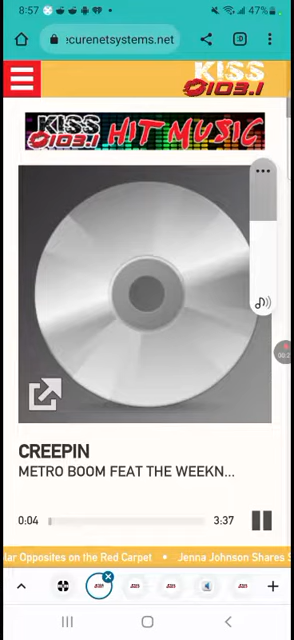 8:57
47%
:curenetsystems.net
KISS
103.1
KISS
103.1
HIT MUSIC
CREEPIN
METRO BOOM FEAT THE WEEKN...
0:04
3:37
lar Opposites on the Red Carpet • Jenna Johnson Shares S